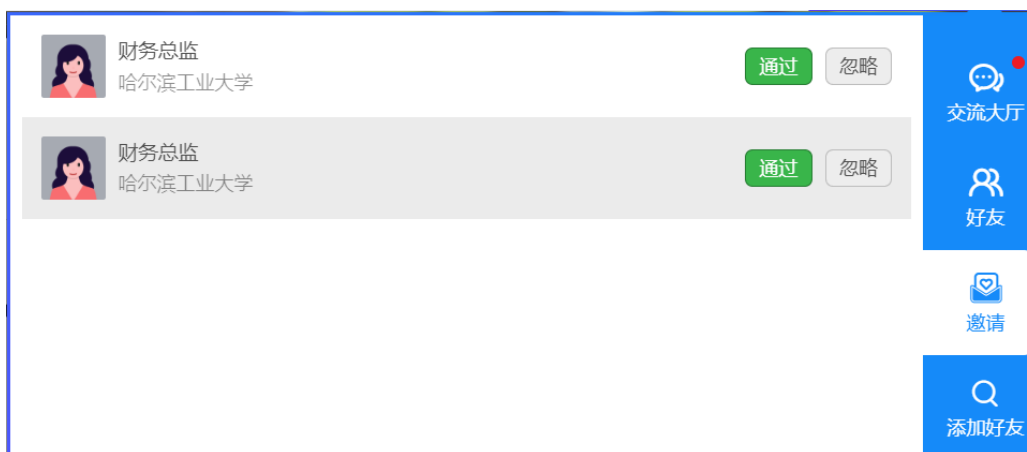 财务总监
哈尔滨工业大学
通过
忽略
财务总监
哈尔滨工业大学
通过
忽略
交流大厅
好友
邀请
添加好友